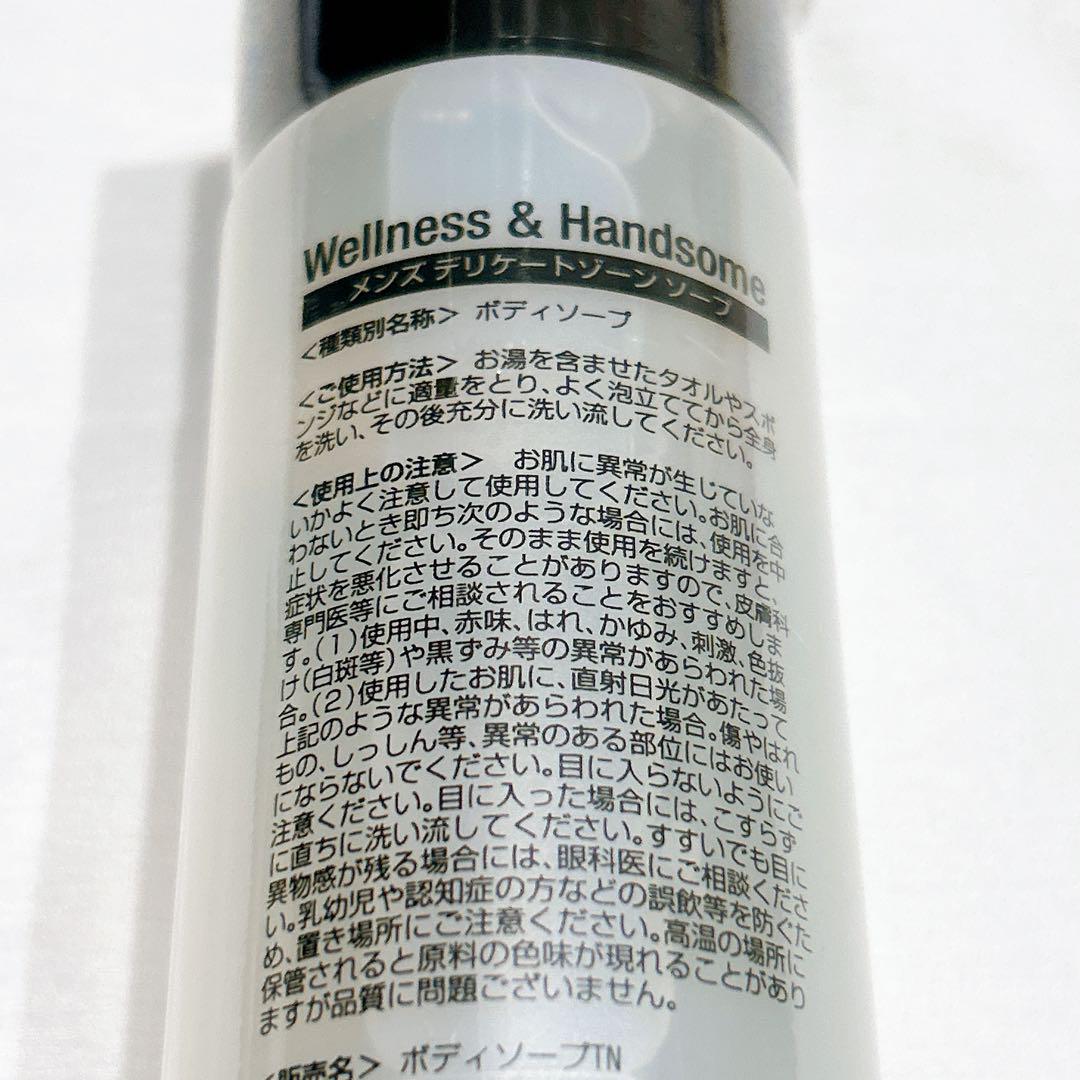 Wellness & Handsome
メンズ デリケートゾーン ソープ
<種類別名称> ボディソープ
<ご使用方法> お湯を含ませたタオルやスポ
ンジなどに適量をとり、よく泡立ててから全身
を洗い、その後充分に洗い流してください。
<使用上の注意> お肌に異常が生じていな
いかよく注意して使用してください。お肌に合
わないとき即ち次のような場合には、使用を中
止してください。そのまま使用を続けますと、
症状を悪化させることがありますので、皮膚科
専門医等にご相談されることをおすすめしま
す。(1)使用中、赤味、はれ、かゆみ、刺激、色抜
け(白斑等)や黒ずみ等の異常があらわれた場
合。(2)使用したお肌に、直射日光があたって
上記のような異常があらわれた場合。傷やはれ
もの、しっしん等、異常のある部位にはお使い
にならないでください。目に入らないようにご
注意ください。目に入った場合には、こすらず
に直ちに洗い流してください。すすいでも目に
異物感が残る場合には、眼科医にご相談くださ
い。乳幼児や認知症の方などの誤飲等を防ぐた
め、置き場所にご注意ください。高温の場所に
保管されると原料の色味が現れることがあり
ますが品質に問題ございません。
<販売名> ボディソープTN